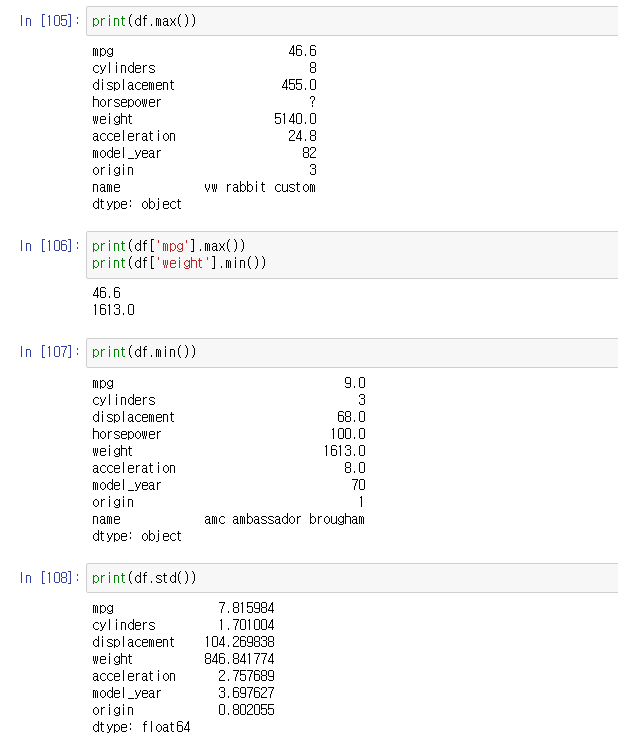 In [105]: print(df.max())
mpg 46.6
cylinders 8
displacement 455.0
horsepower ?
weight 5140.0
acceleration 24.8
model_year 82
origin 3
name vw rabbit custom
dtype: object
In [106]: print(df['mpg'].max())
print(df['weight'].min())
46.6
1613.0
In [107]: print(df.min())
mpg 9.0
cylinders 3
displacement 68.0
horsepower 100.0
weight 1613.0
acceleration 8.0
model_year 70
origin 1
name amc ambassador brougham
dtype: object
In [108]: print(df.std())
mpg 7.815984
cylinders 1.701004
displacement 104.269838
weight 846.841774
acceleration 2.757689
model_year 3.697627
origin 0.802055
dtype: float64